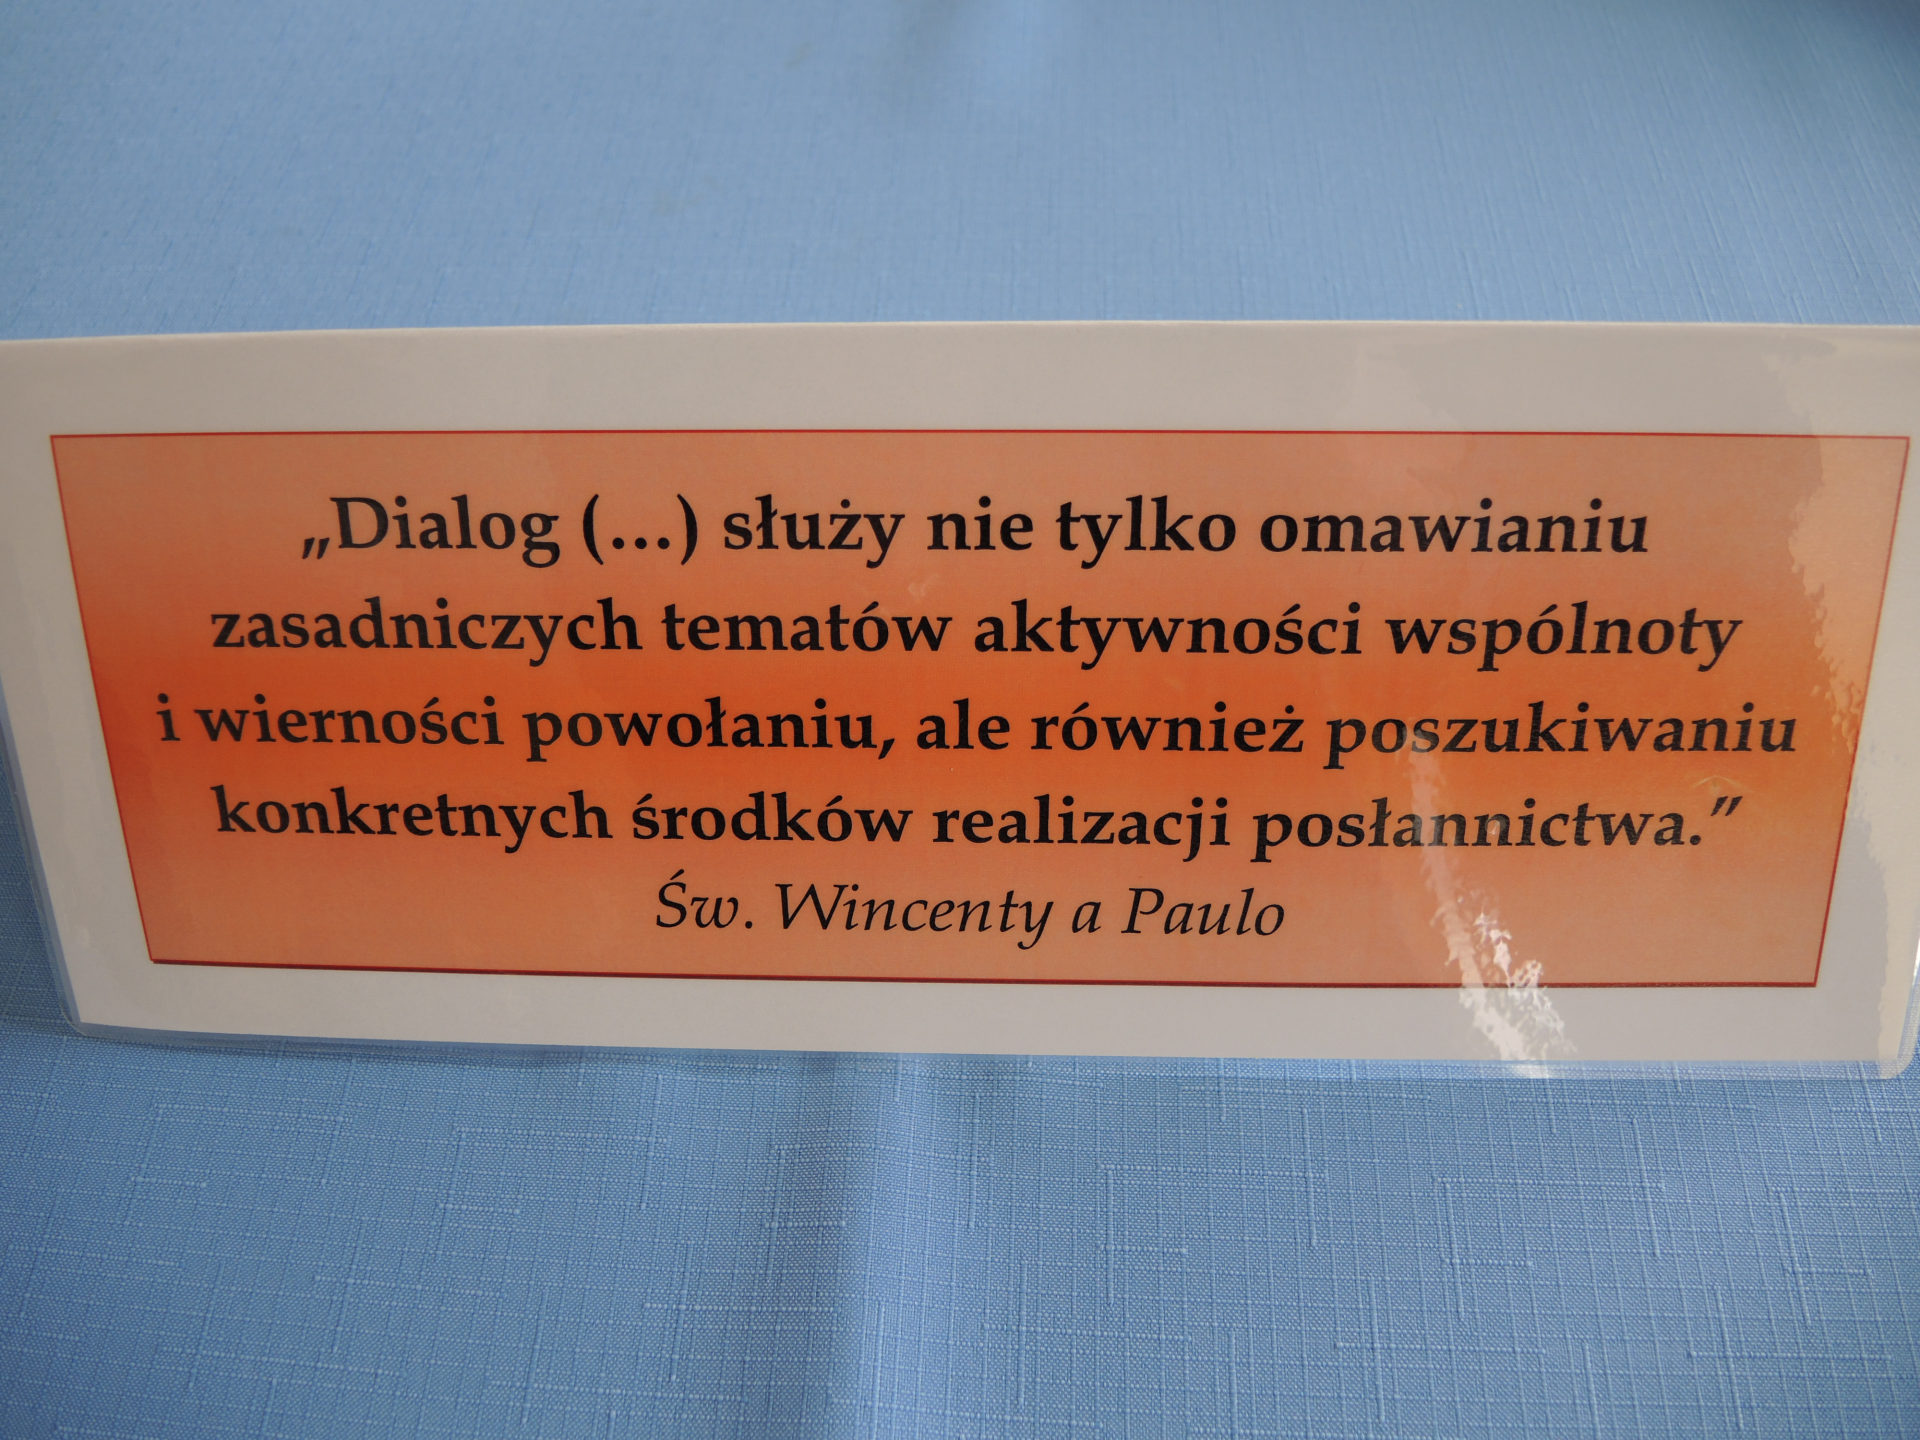 „Dialog (...) służy nie tylko omawianiu
zasadniczych tematów aktywności wspólnoty
i wierności powołaniu, ale również poszukiwaniu
konkretnych środków realizacji posłannictwa.”
Św. Wincenty a Paulo